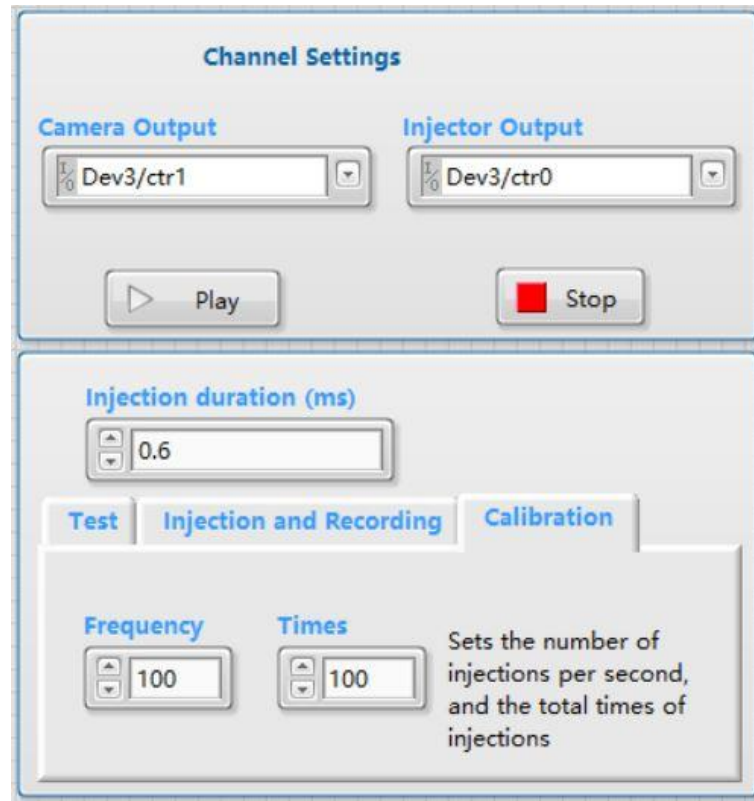 Channel Settings
Camera Output
Injector Output
I/O Dev3/ctr1
I/O Dev3/ctr0
Play
Stop
Injection duration (ms)
0.6
Test
Injection and Recording
Calibration
Frequency
Times
100
100
Sets the number of
injections per second,
and the total times of
injections